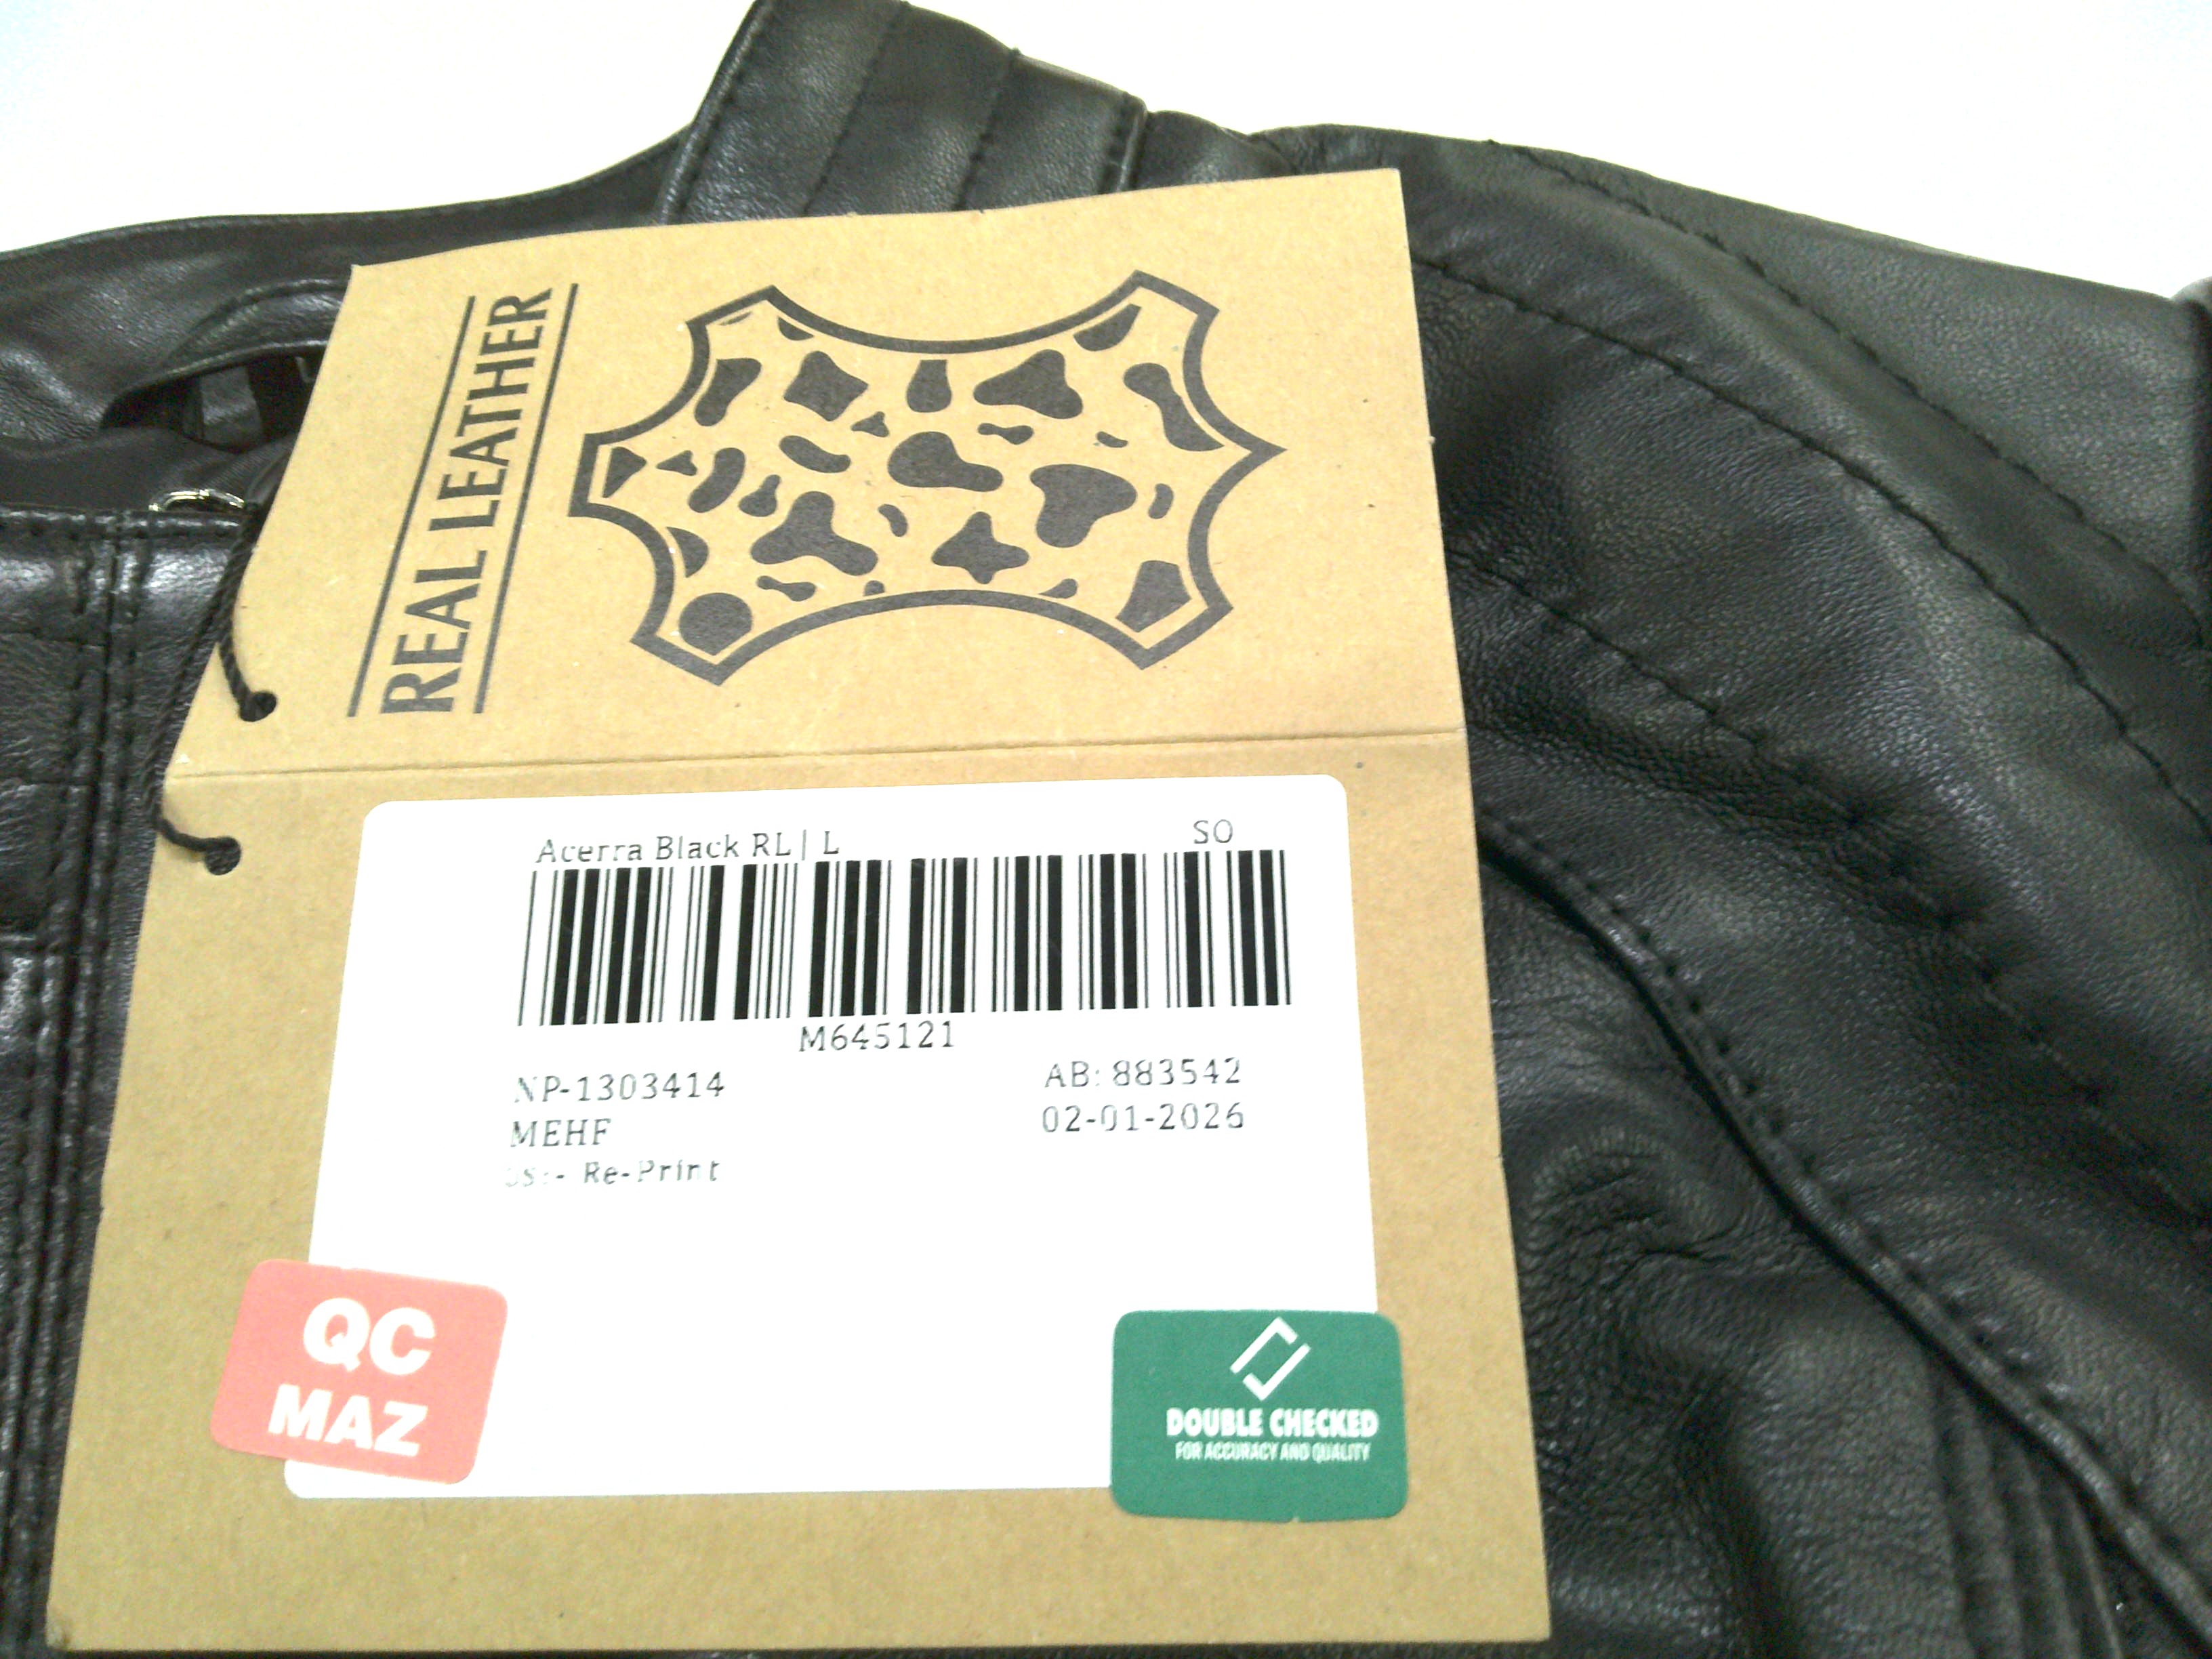 REAL LEATHER
Acerra Black RL | L
SO
M645121
NP-1303414
AB: 883542
MEHF
02-01-2026
Re-Print
QC
MAZ
DOUBLE CHECKED
FOR ACCURACY AND QUALITY